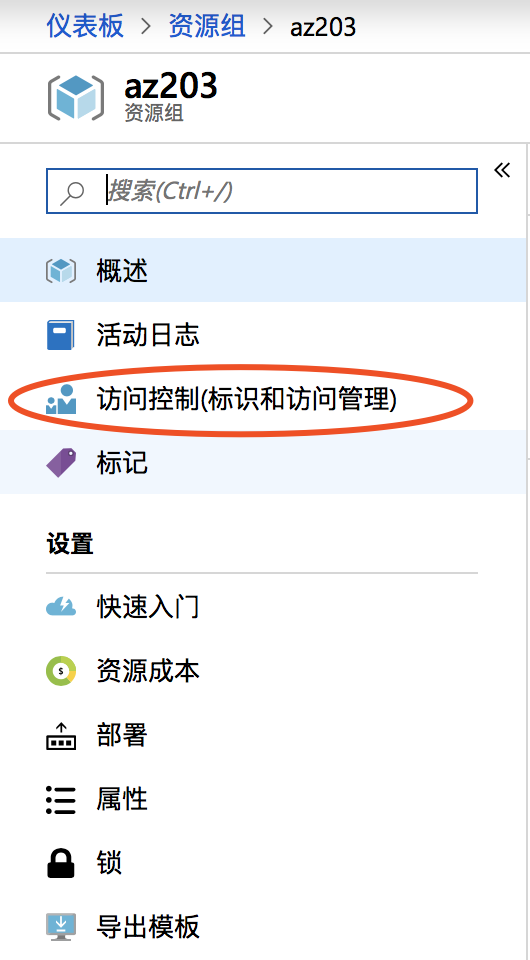 仪表板 > 资源组 > az203
az203
资源组
搜索(Ctrl+/)
概述
活动日志
访问控制(标识和访问管理)
标记
设置
快速入门
资源成本
部署
属性
锁
导出模板